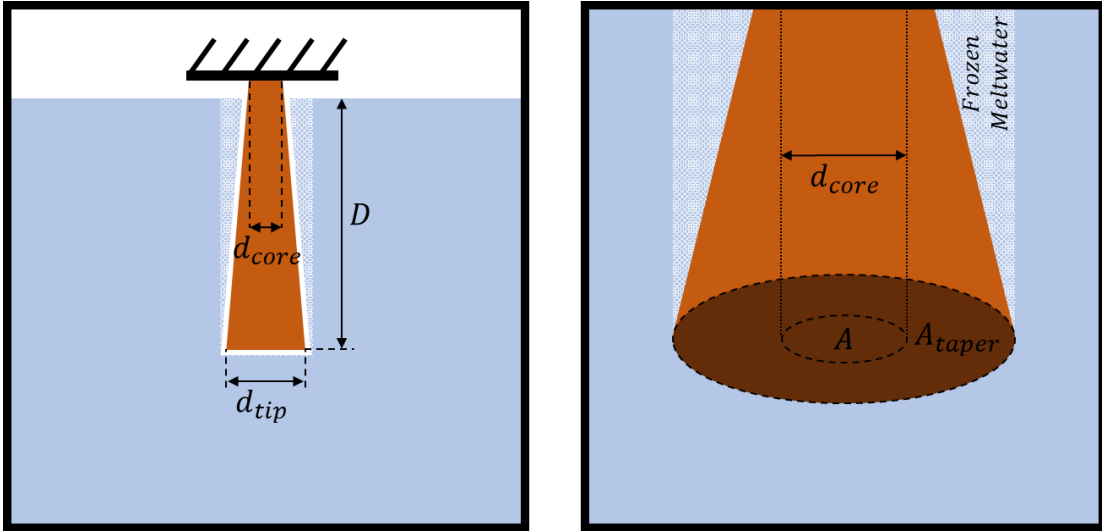 D
d_core
d_tip
Frozen
Meltwater
d_core
A
A_taper